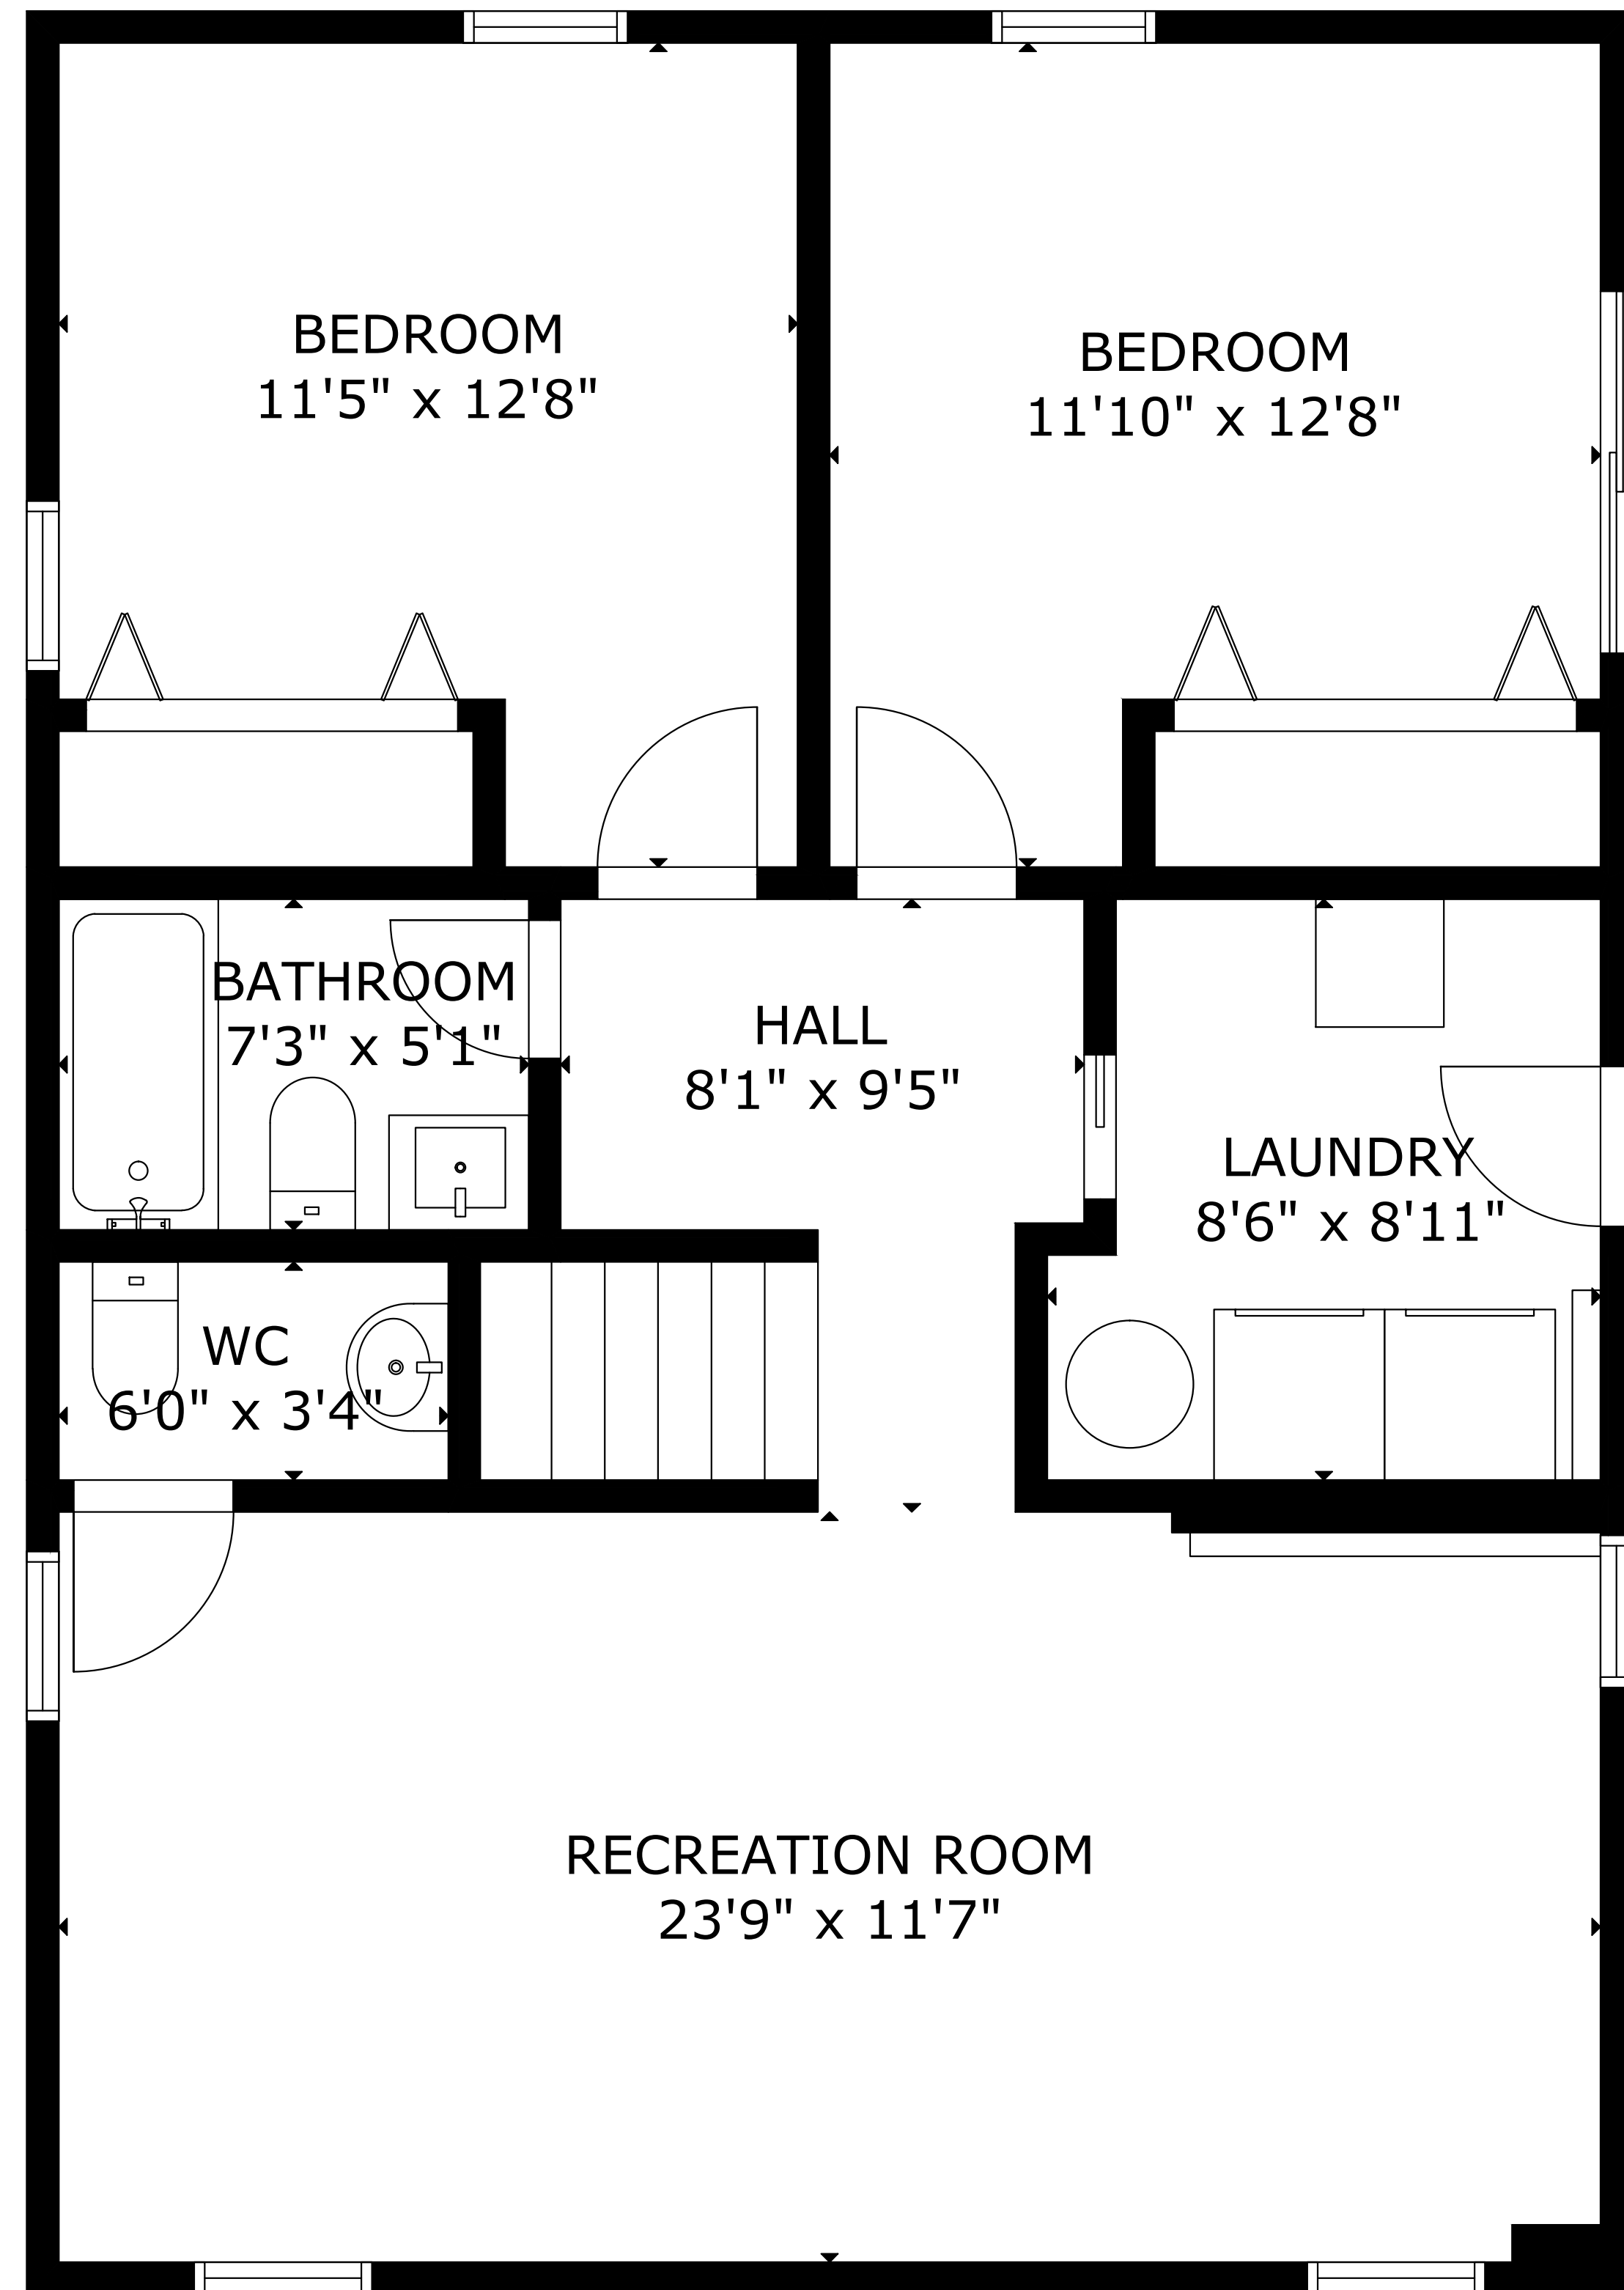 BEDROOM
11'5" x 12'8"
BEDROOM
11'10" x 12'8"
BATHROOM
7'3" x 5'1"
HALL
8'1" x 9'5"
LAUNDRY
8'6" x 8'11"
WC
6'0" x 3'4"
RECREATION ROOM
23'9" x 11'7"